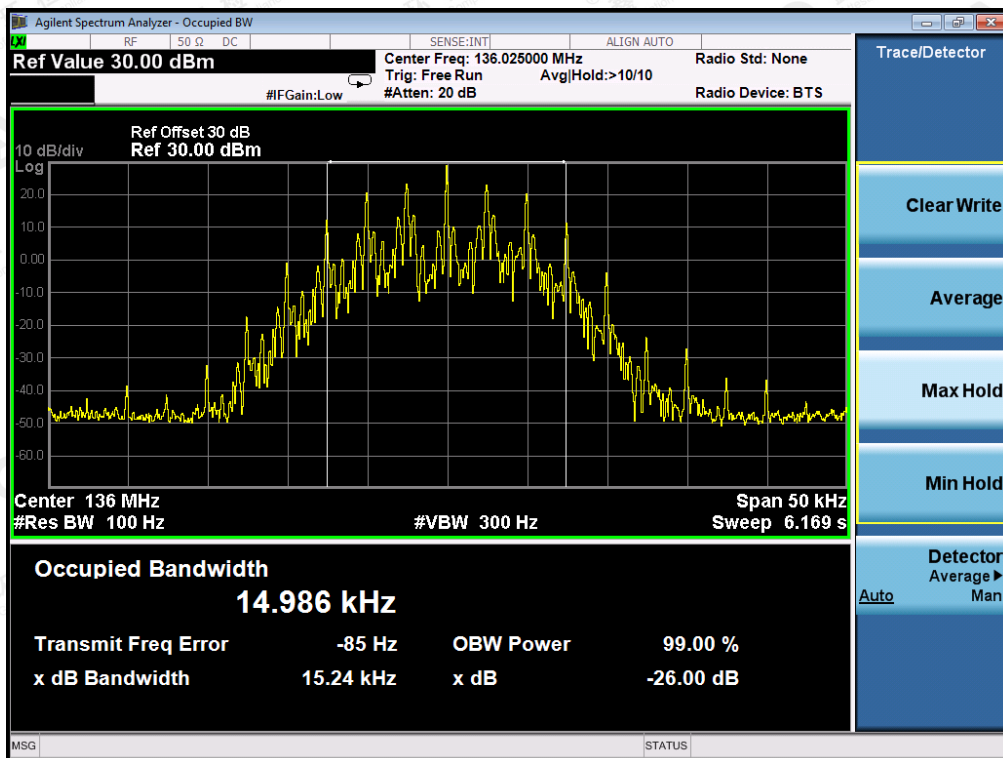 Agilent Spectrum Analyzer - Occupied BW
LXI RF 50 Ω DC SENSE:INT ALIGN AUTO
Ref Value 30.00 dBm
Center Freq: 136.025000 MHz
Radio Std: None
Trig: Free Run Avg|Hold:>10/10
#IFGain:Low
#Atten: 20 dB
Radio Device: BTS
Trace/Detector
Ref Offset 30 dB
10 dB/div Ref 30.00 dBm
Log
20.0
10.0
0.00
-10.0
-20.0
-30.0
-40.0
-50.0
-60.0
Center 136 MHz
Span 50 kHz
#Res BW 100 Hz
#VBW 300 Hz
Sweep 6.169 s
Occupied Bandwidth
14.986 kHz
Transmit Freq Error -85 Hz OBW Power 99.00 %
x dB Bandwidth 15.24 kHz x dB -26.00 dB
Clear Write
Average
Max Hold
Min Hold
Detector
Average
Auto Man
MSG STATUS